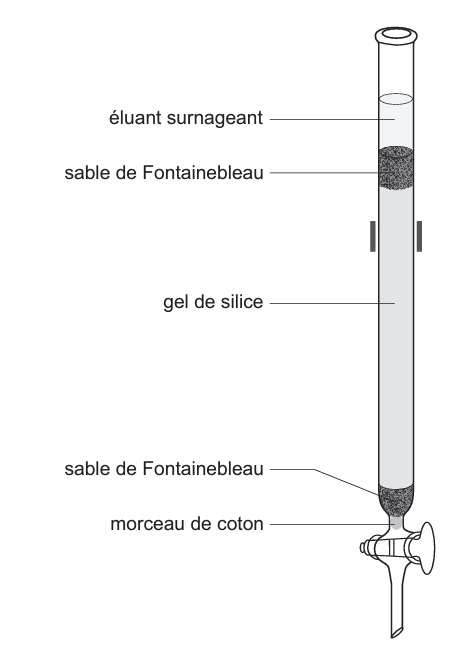 éluant surnageant
sable de Fontainebleau
gel de silice
sable de Fontainebleau
morceau de coton